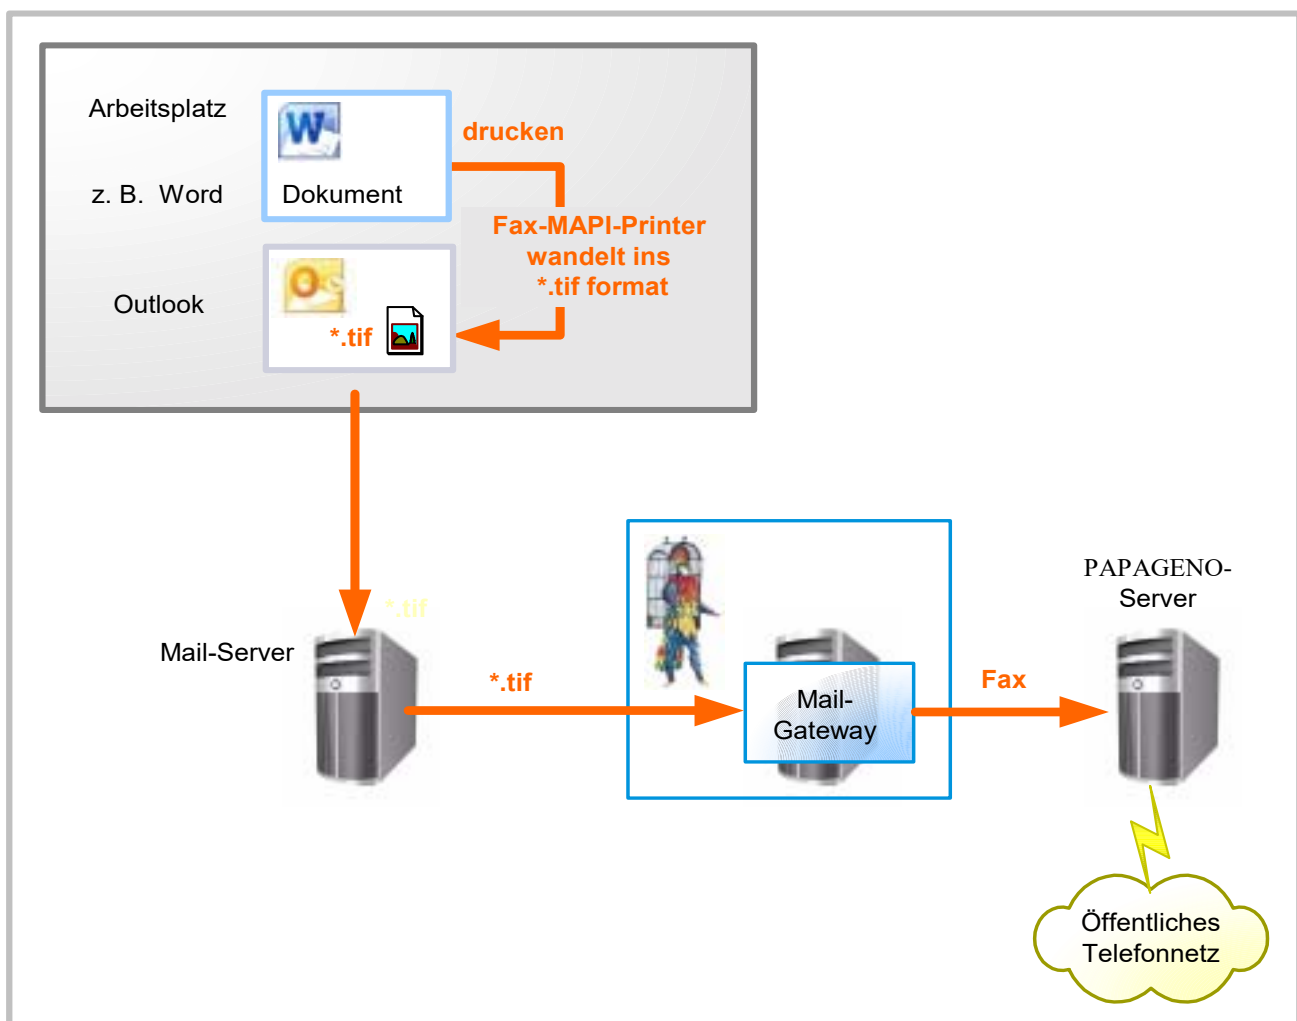 Arbeitsplatz
W
drucken
z. B. Word
Dokument
Fax-MAPI-Printer
wandelt ins
*.tif format
Outlook
O
*.tif
*.tif
Mail-Server
*.tif
Mail-
Gateway
Fax
PAPAGENO-
Server
Öffentliches
Telefonnetz